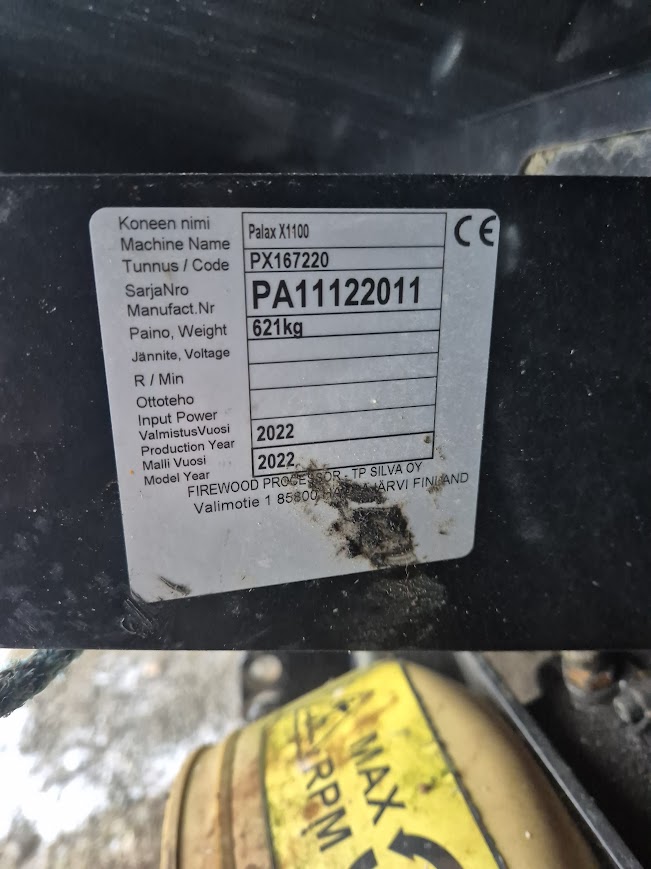 Koneen nimi
Machine Name
Palax X1100
CE
Tunnus / Code
PX167220
SarjaNro
Manufact.Nr
PA11122011
Paino, Weight
621kg
Jännite, Voltage
R / Min
Ottoteho
Input Power
ValmistusVuosi
Production Year
2022
Malli Vuosi
Model Year
2022
FIREWOOD PROCESSOR - TP SILVA OY
Valimotie 1 85800 JÄRVI FINLAND
MAX
RPM